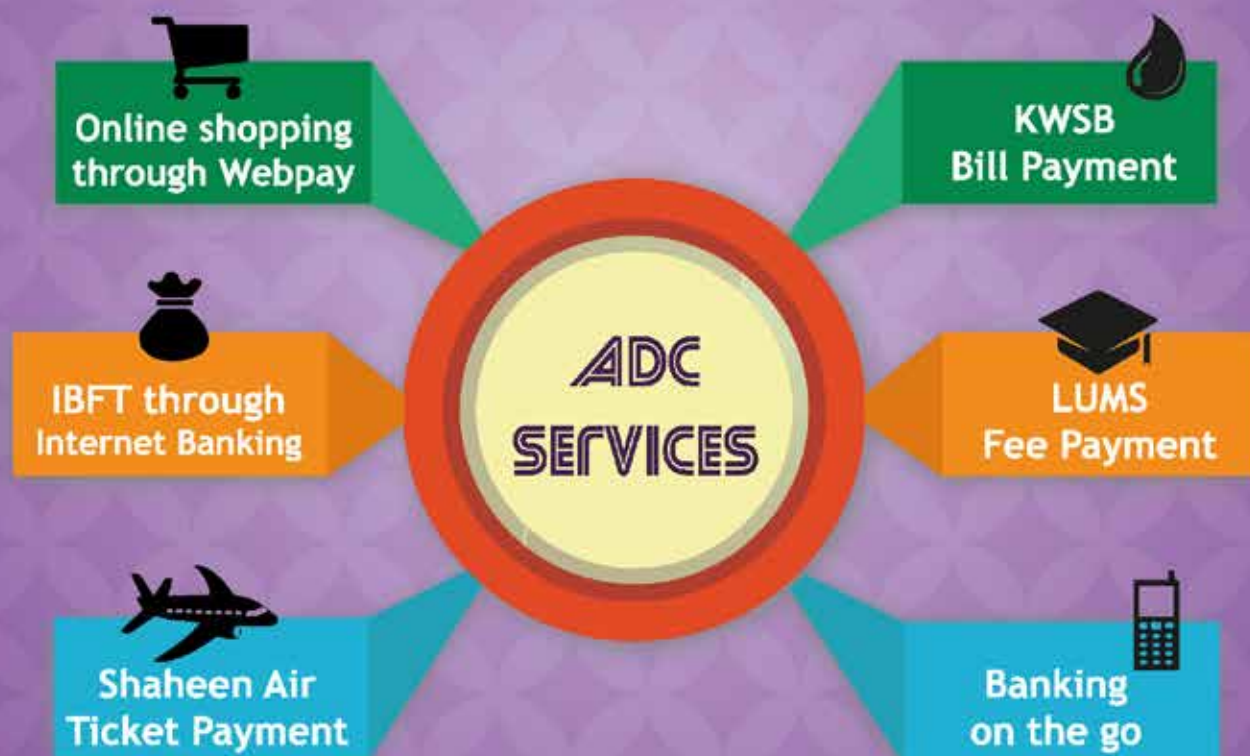 Online shopping
through Webpay
KWSB
Bill Payment
IBFT through
Internet Banking
ADC
SERVICES
LUMS
Fee Payment
Shaheen Air
Ticket Payment
Banking
on the go